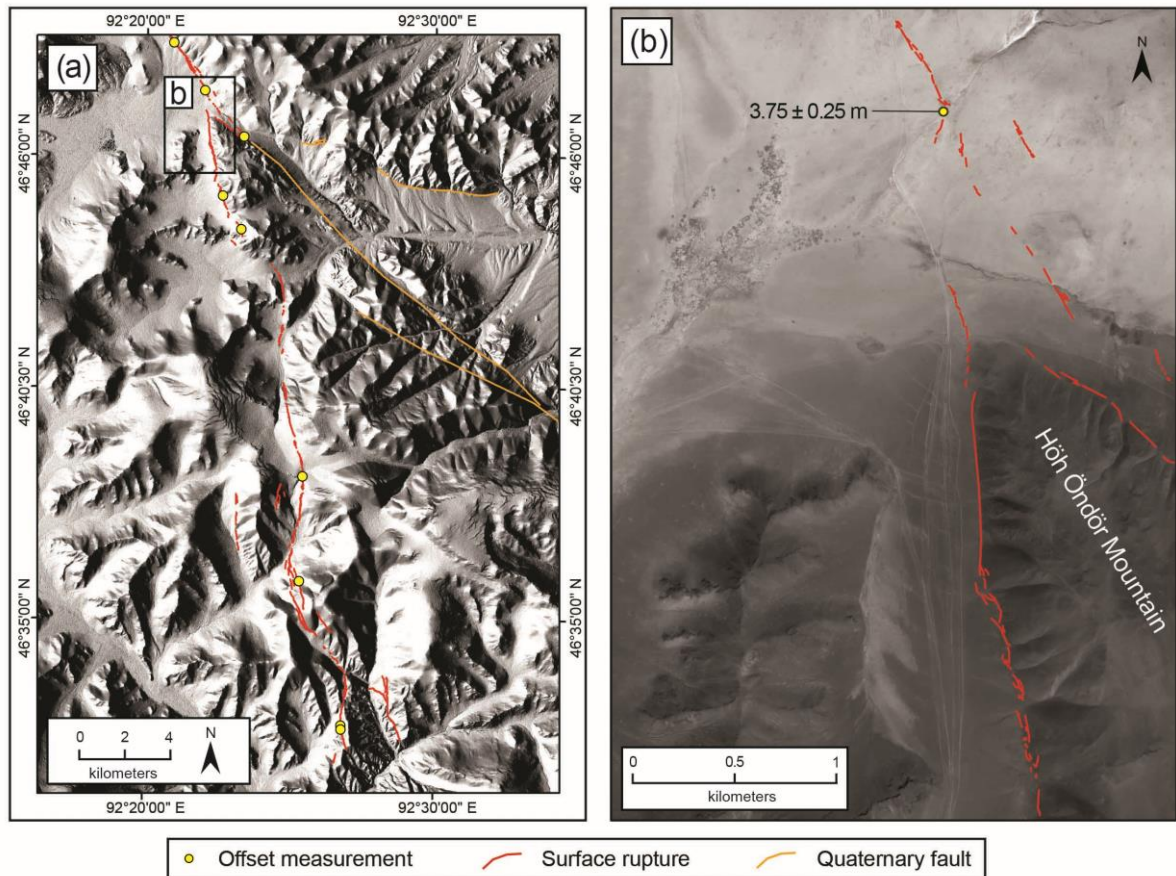 92°20'00" E
92°30'00" E
(a)
b
46°46'00" N
46°46'00" N
46°40'30" N
46°40'30" N
46°35'00" N
46°35'00" N
0 2 4
kilometers
N
92°20'00" E
92°30'00" E
(b)
N
3.75 ± 0.25 m
Höh Öndör Mountain
0 0.5 1
kilometers
Offset measurement
Surface rupture
Quaternary fault